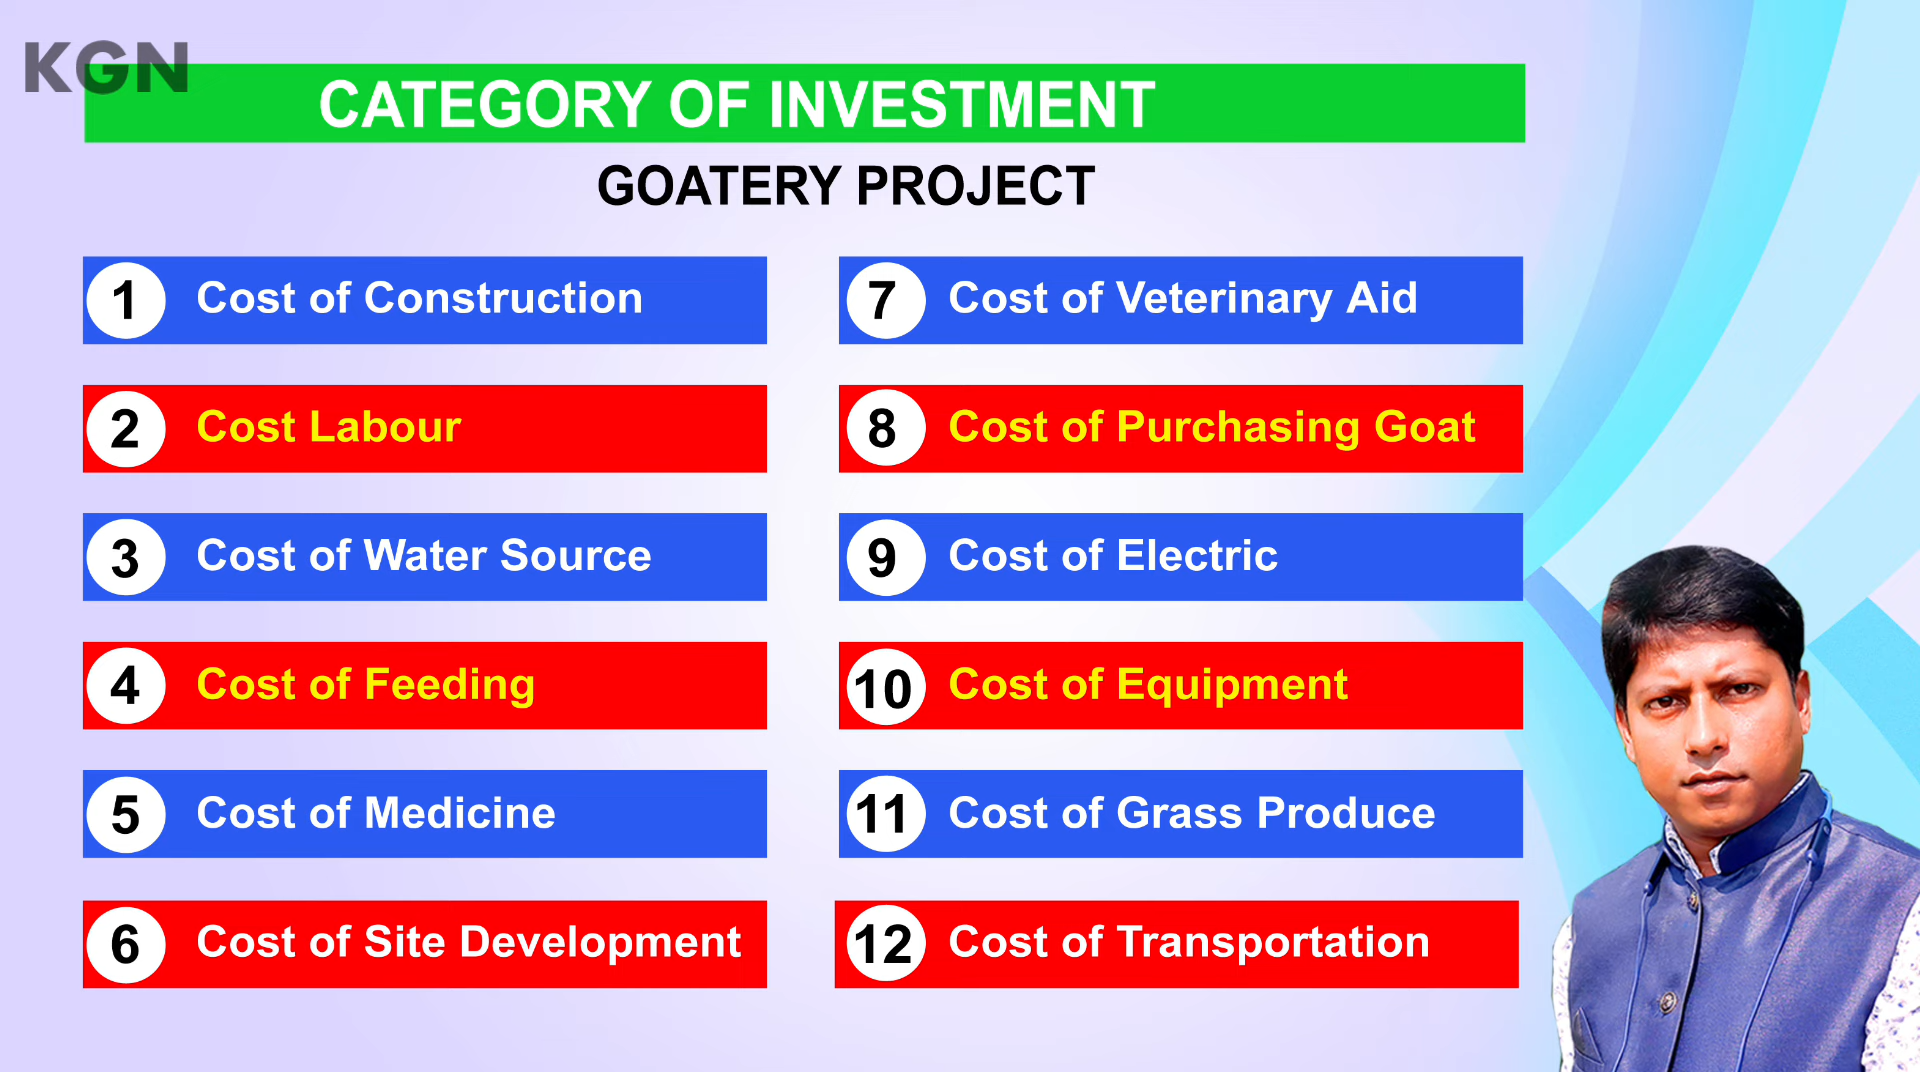 KGN
CATEGORY OF INVESTMENT
GOATERY PROJECT
1 Cost of Construction
2 Cost Labour
3 Cost of Water Source
4 Cost of Feeding
5 Cost of Medicine
6 Cost of Site Development
7 Cost of Veterinary Aid
8 Cost of Purchasing Goat
9 Cost of Electric
10 Cost of Equipment
11 Cost of Grass Produce
12 Cost of Transportation